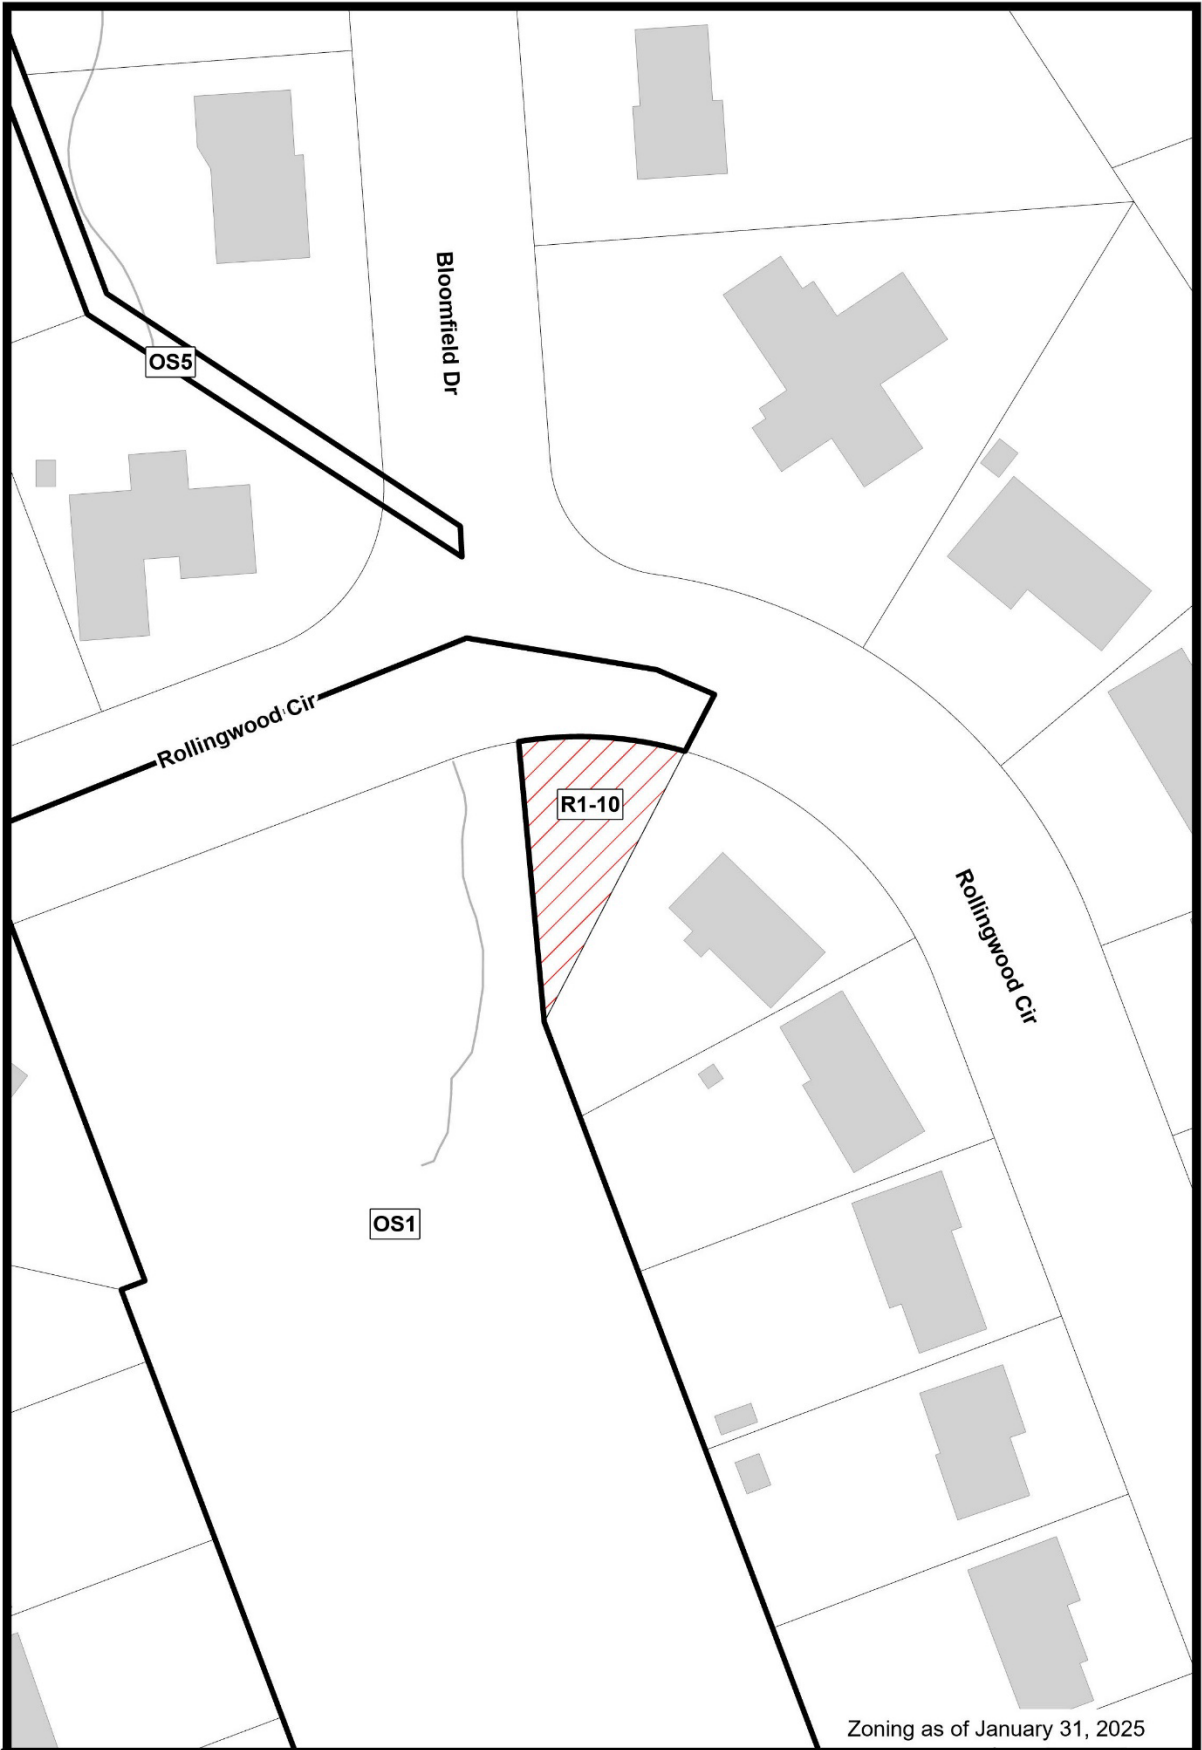 Bloomfield Dr
OS5
Rollingwood Cir
R1-10
Rollingwood Cir
OS1
Zoning as of January 31, 2025